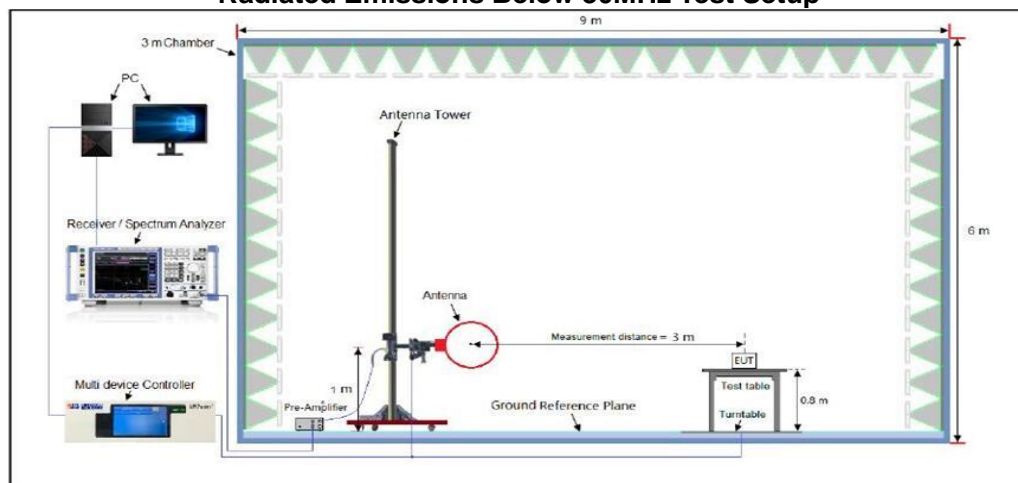 Radiated Emissions Below 30MHz Test Setup
9 m
3 m Chamber
PC
Antenna Tower
Receiver / Spectrum Analyzer
6 m
Antenna
Measurement distance = 3 m
EUT
Multi device Controller
1 m
Test table
0.8 m
Pre-Amplifier
Ground Reference Plane
Turntable